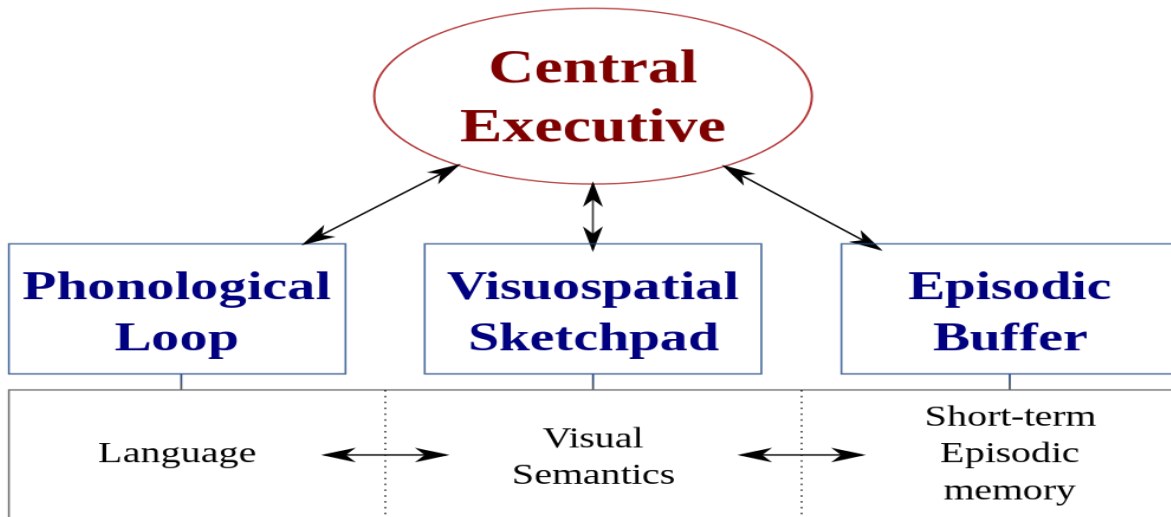 Central
Executive
Phonological
Loop
Visuospatial
Sketchpad
Episodic
Buffer
Language
Visual
Semantics
Short-term
Episodic
memory